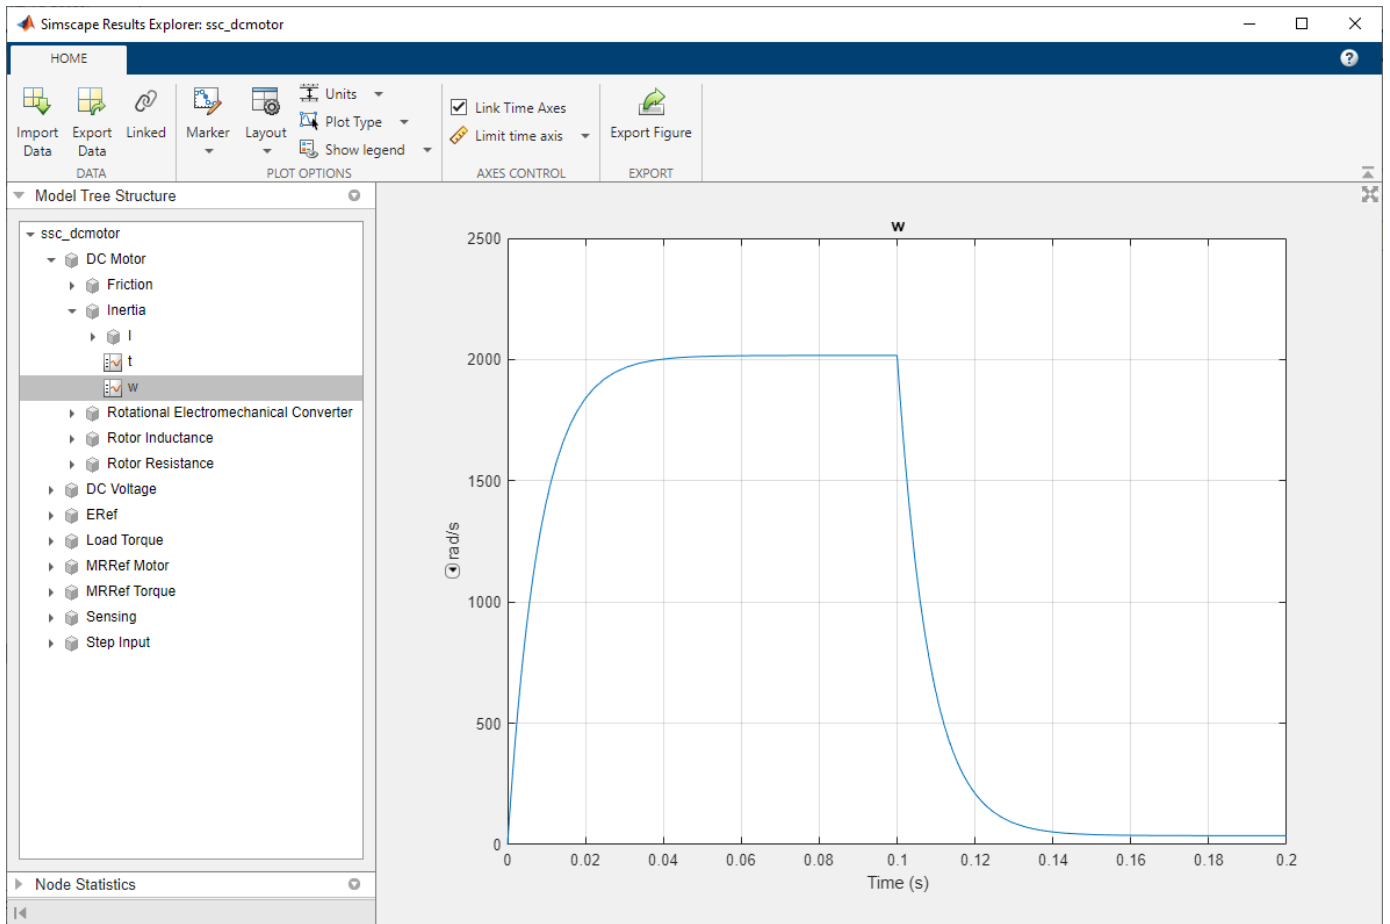 Simscape Results Explorer: ssc_dcmotor
HOME
?
Import Data
Export Data
Linked
DATA
Marker
Layout
Units
Plot Type
Show legend
PLOT OPTIONS
Link Time Axes
Limit time axis
AXES CONTROL
Export Figure
EXPORT
Model Tree Structure
ssc_dcmotor
DC Motor
Friction
Inertia
I
t
w
Rotational Electromechanical Converter
Rotor Inductance
Rotor Resistance
DC Voltage
ERef
Load Torque
MRRef Motor
MRRef Torque
Sensing
Step Input
Node Statistics
w
2500
2000
1500
1000
500
0
rad/s
0 0.02 0.04 0.06 0.08 0.1 0.12 0.14 0.16 0.18 0.2
Time (s)